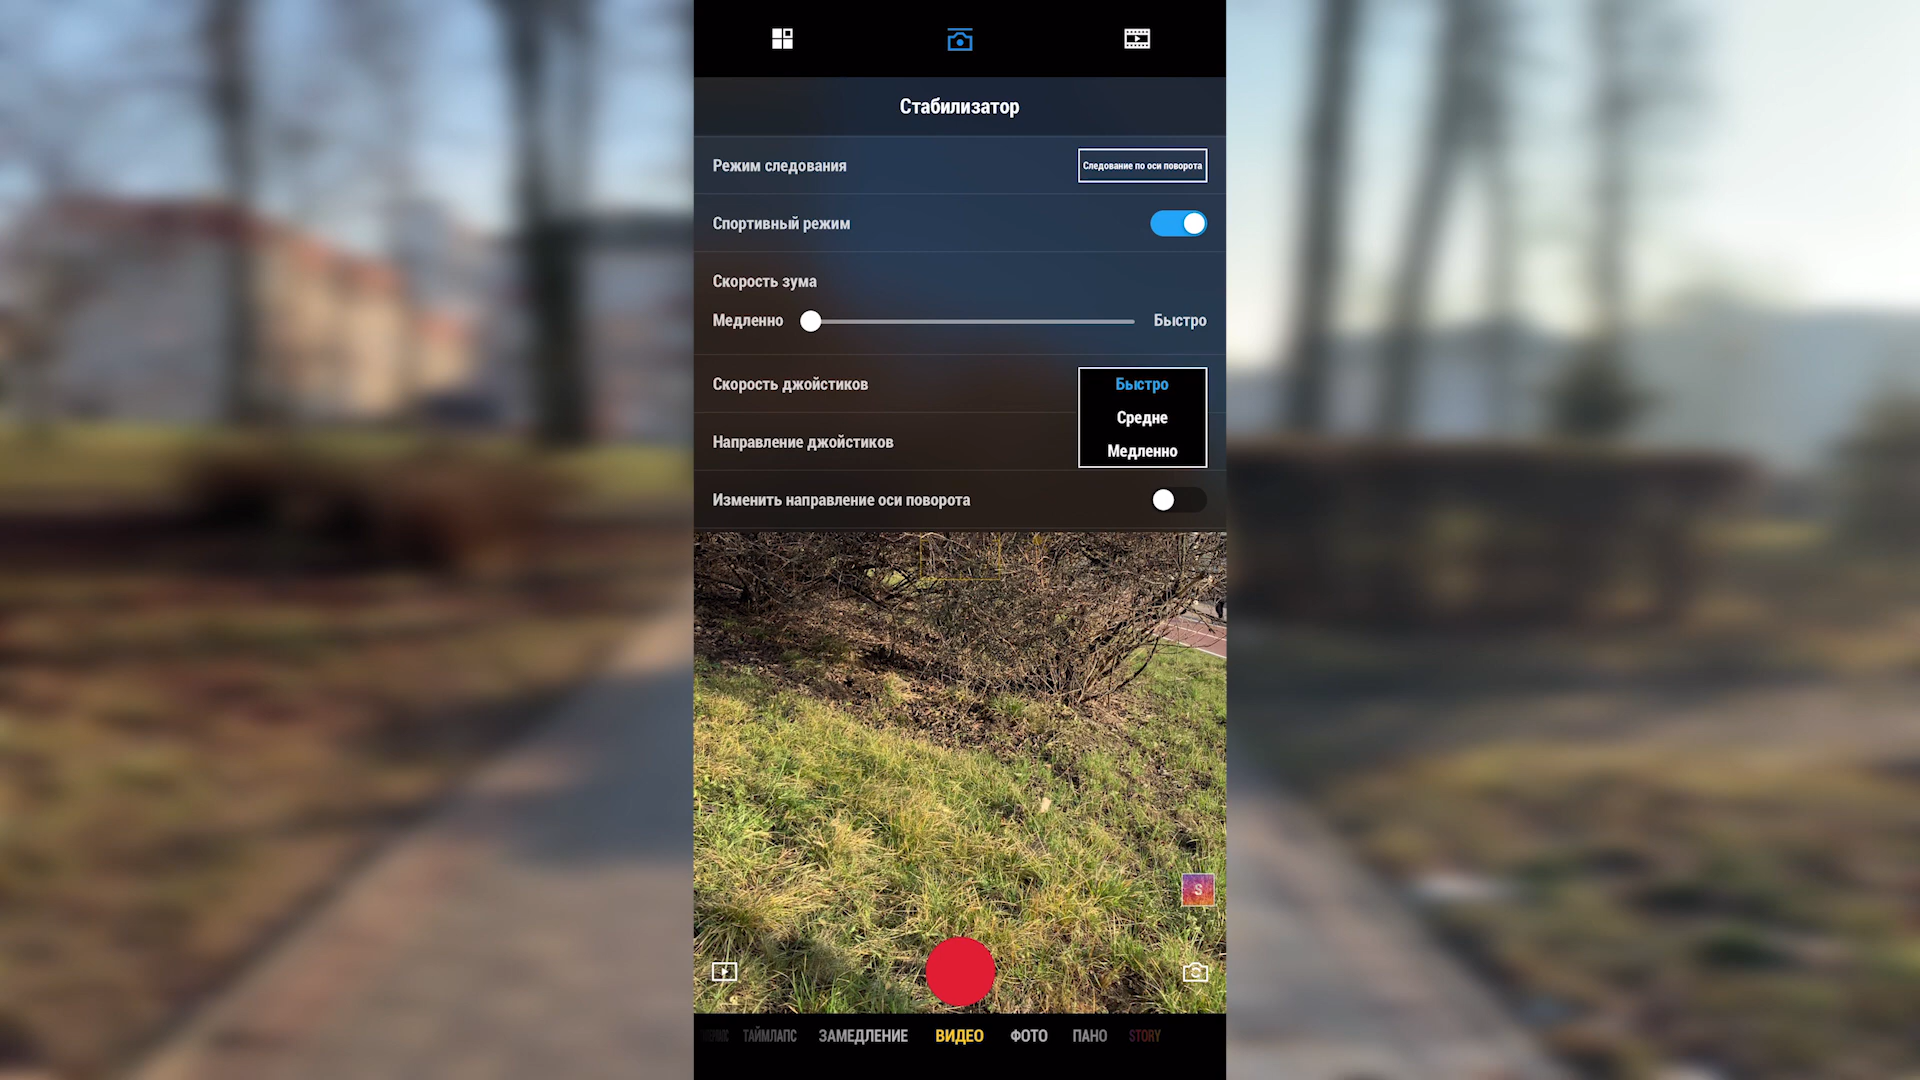 Стабилизатор
Режим следования
Следование по оси поворота
Спортивный режим
Скорость зума
Медленно
Быстро
Скорость джойстиков
Быстро
Средне
Медленно
Направление джойстиков
Изменить направление оси поворота
S
ТАЙМЛАПС ЗАМЕДЛЕНИЕ ВИДЕО ФОТО ПАНО STORY